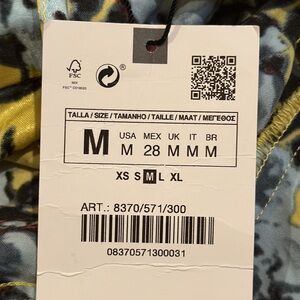 FSC
MIX
TALLA / SIZE / TAMANHO / TAILLE / MAAT / ΜΕΓΕΘΟΣ
M USA MEX UK IT BR
M 28 M M M
XS S M L XL
ART.: 8370/571/300
08370571300031